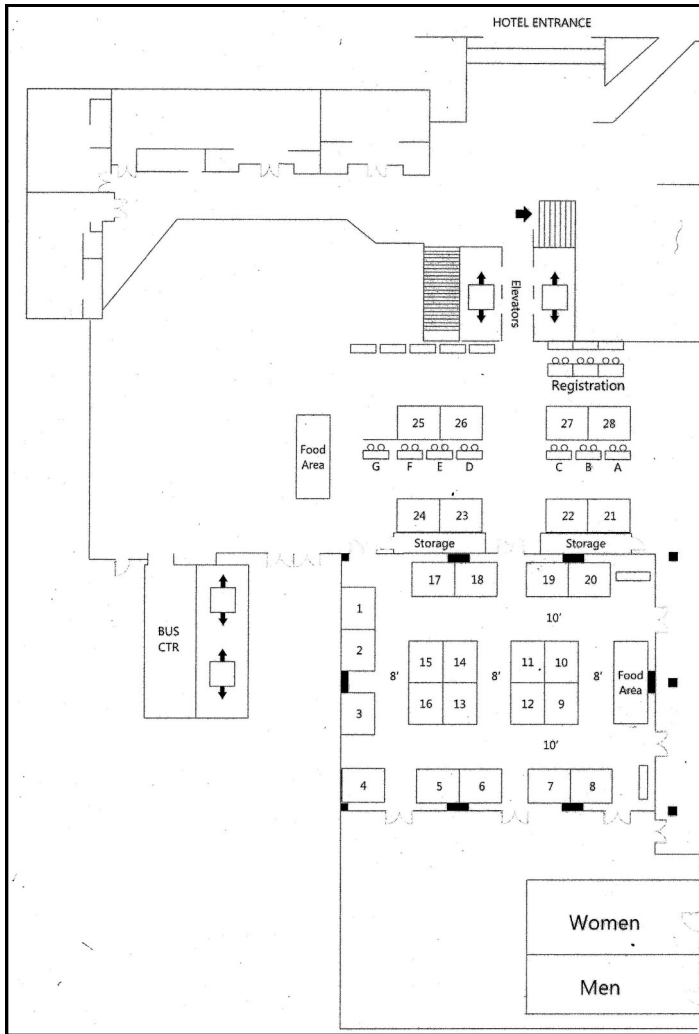 HOTEL ENTRANCE
Elevators
Registration
25 26
27 28
Food
Area
G F E D
C B A
24 23
22 21
Storage
Storage
17 18
19 20
1
10'
BUS
CTR
2
15 14
11 10
8'
8'
8'
Food
Area
16 13
12 9
3
10'
4
5 6
7 8
Women
Men